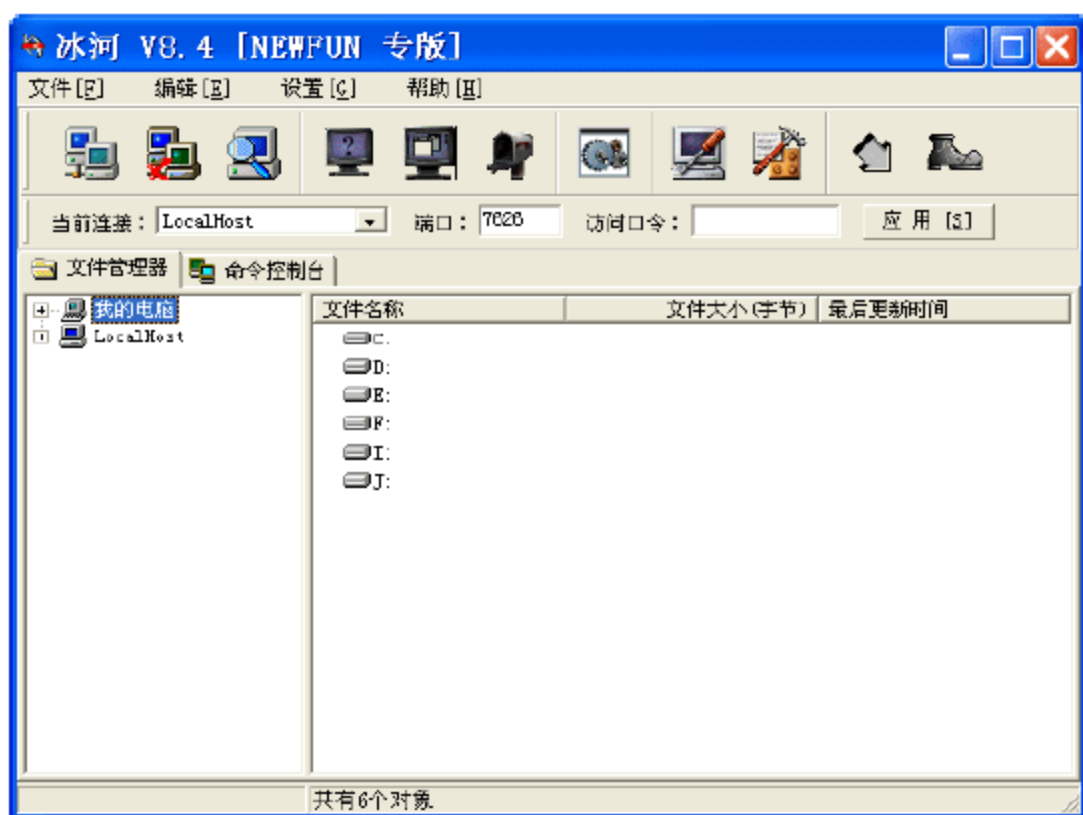 冰河 V8.4 [NEWFUN 专版]
文件[F] 编辑[E] 设置[C] 帮助[H]
当前连接: LocalHost 端口: 7626 访问口令: 应用 [S]
文件管理器 命令控制台
我的电脑 文件名称 文件大小(字节) 最后更新时间
LocalHost C:
D:
E:
F:
I:
J:
共有6个对象